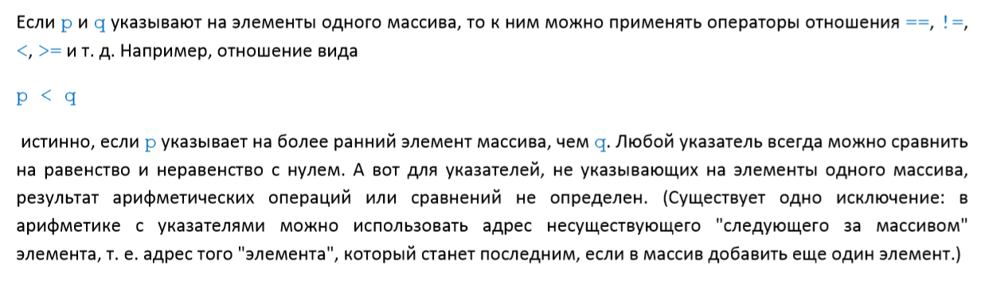 Если p и q указывают на элементы одного массива, то к ним можно применять операторы отношения ==, !=,
<, >= и т. д. Например, отношение вида
p < q
истинно, если p указывает на более ранний элемент массива, чем q. Любой указатель всегда можно сравнить
на равенство и неравенство с нулем. А вот для указателей, не указывающих на элементы одного массива,
результат арифметических операций или сравнений не определен. (Существует одно исключение: в
арифметике с указателями можно использовать адрес несуществующего "следующего за массивом"
элемента, т. е. адрес того "элемента", который станет последним, если в массив добавить еще один элемент.)